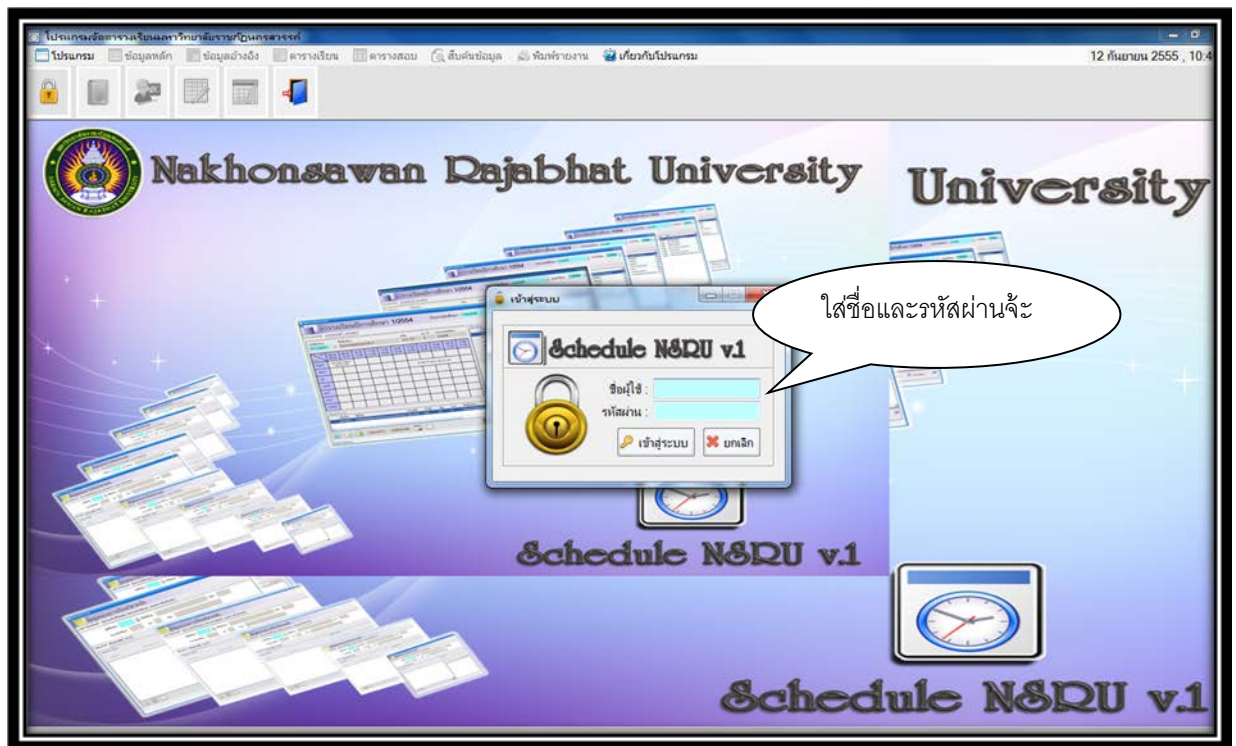 โปรแกรมจัดตารางเรียนมหาวิทยาลัยราชภัฏนครสวรรค์
โปรแกรม ข้อมูลหลัก ข้อมูลอ้างอิง ตารางเรียน ตารางสอบ สืบค้นข้อมูล พิมพ์รายงาน เกี่ยวกับโปรแกรม 12 กันยายน 2555 , 10:4
Nakhonsawan Rajabhat University
University
เข้าสู่ระบบ
ใส่ชื่อและรหัสผ่านจ้ะ
Schedule NSRU v.1
ชื่อผู้ใช้ :
รหัสผ่าน :
เข้าสู่ระบบ ยกเลิก
Schedule NSRU v.1
Schedule NSRU v.1